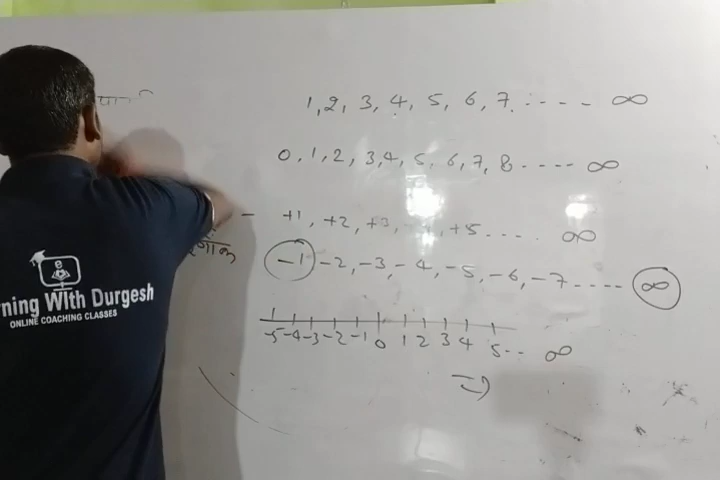 1, 2, 3, 4, 5, 6, 7, ---- ∞
0, 1, 2, 3, 4, 5, 6, 7, 8 ---- ∞
- +1, +2, +3, +5 .... ∞
-1, -2, -3, -4, -5, -6, -7 ---- ∞
-5 -4 -3 -2 -1 0 1 2 3 4 5 -- ∞
=)
ning With Durgesh
ONLINE COACHING CLASSES